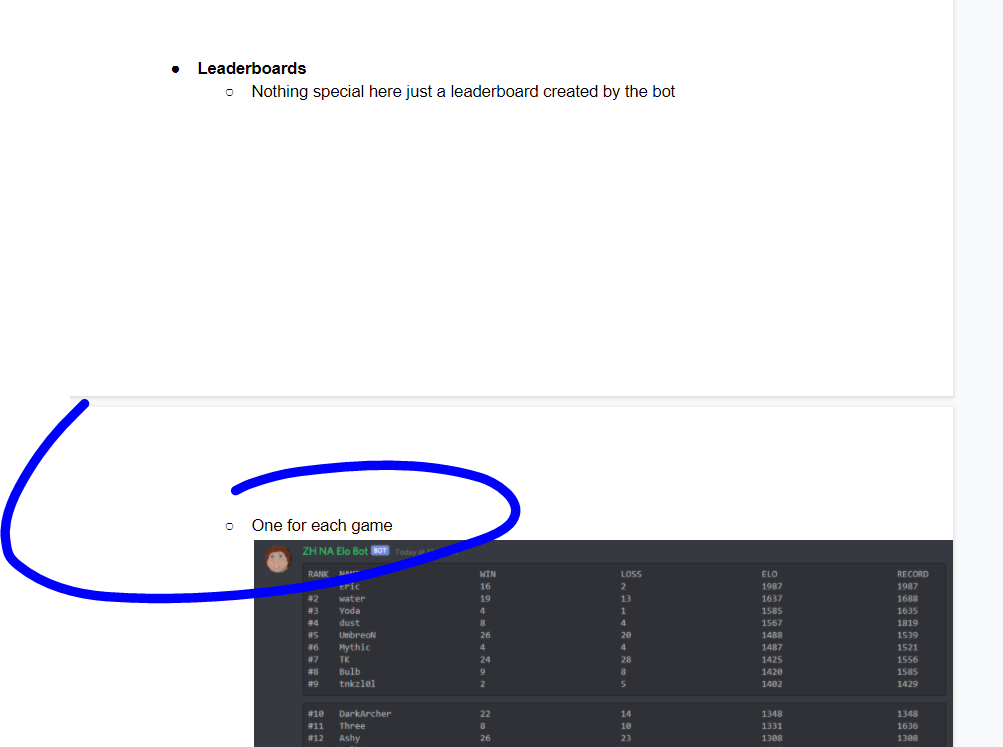 ● Leaderboards
○ Nothing special here just a leaderboard created by the bot
○ One for each game
ZH NA Elo Bot BOT Today at
RANK NAME WIN LOSS ELO RECORD
Epic 16 2 1987 1987
#2 water 19 13 1637 1688
#3 Yoda 4 1 1585 1635
#4 dust 8 4 1567 1819
#5 UmbreoN 26 20 1488 1539
#6 Mythic 4 4 1487 1521
#7 TK 24 28 1425 1556
#8 Bulb 9 8 1420 1585
#9 tnkzl0l 2 5 1402 1429
#10 DarkArcher 22 14 1348 1348
#11 Three 8 10 1331 1636
#12 Ashy 26 23 1308 1308